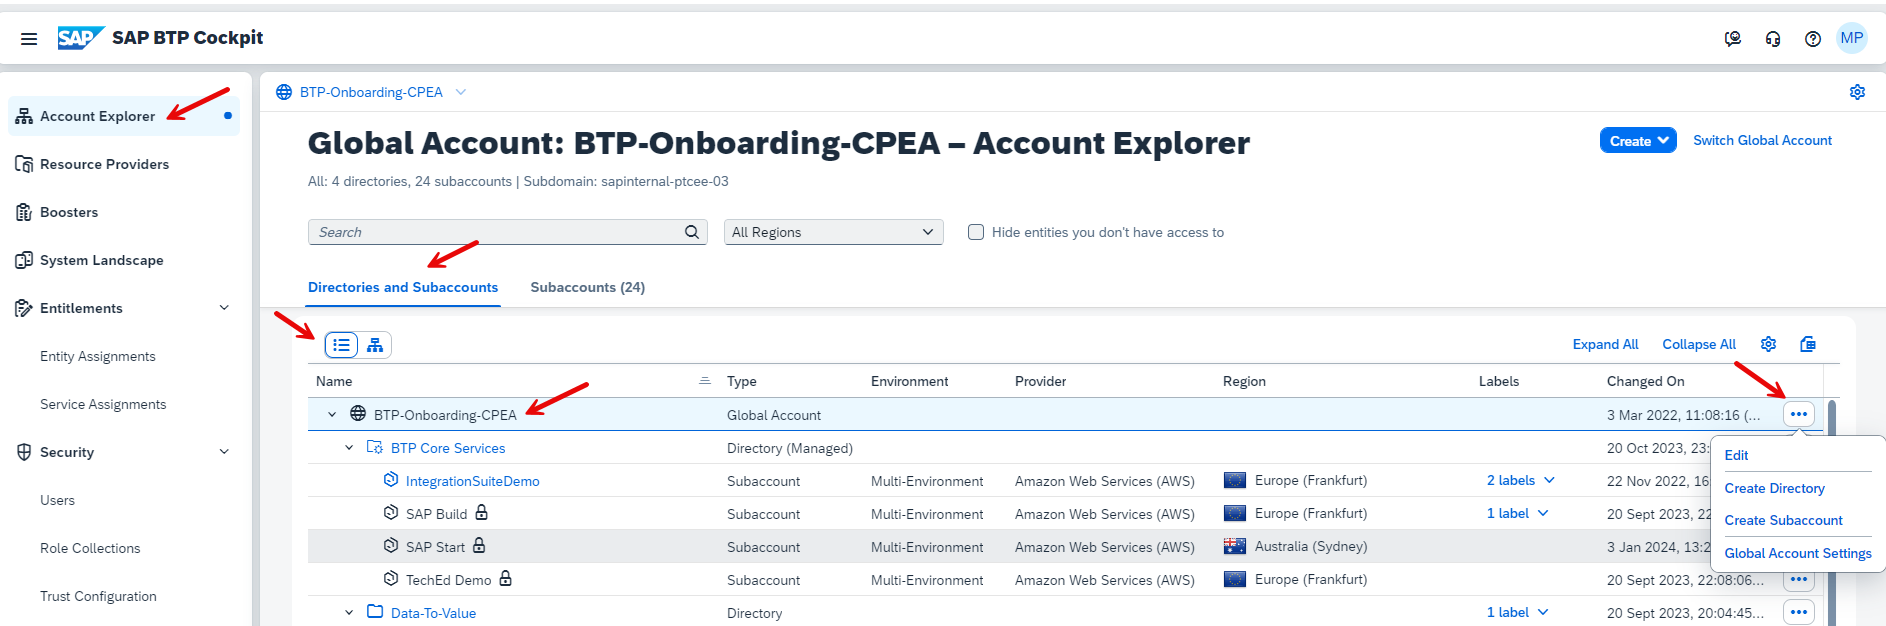 SAP SAP BTP Cockpit MP
Account Explorer
Resource Providers
Boosters
System Landscape
Entitlements
Entity Assignments
Service Assignments
Security
Users
Role Collections
Trust Configuration
BTP-Onboarding-CPEA
Global Account: BTP-Onboarding-CPEA – Account Explorer
Create Switch Global Account
All: 4 directories, 24 subaccounts | Subdomain: sapinternal-ptcee-03
Search All Regions Hide entities you don't have access to
Directories and Subaccounts Subaccounts (24)
Expand All Collapse All
Name Type Environment Provider Region Labels Changed On
BTP-Onboarding-CPEA Global Account 3 Mar 2022, 11:08:16 (...
BTP Core Services Directory (Managed) 20 Oct 2023, 23:
IntegrationSuiteDemo Subaccount Multi-Environment Amazon Web Services (AWS) Europe (Frankfurt) 2 labels 22 Nov 2022, 16
SAP Build Subaccount Multi-Environment Amazon Web Services (AWS) Europe (Frankfurt) 1 label 20 Sept 2023, 22
SAP Start Subaccount Multi-Environment Amazon Web Services (AWS) Australia (Sydney) 3 Jan 2024, 13:2
TechEd Demo Subaccount Multi-Environment Amazon Web Services (AWS) Europe (Frankfurt) 20 Sept 2023, 22:08:06...
Data-To-Value Directory 1 label 20 Sept 2023, 20:04:45...
Edit
Create Directory
Create Subaccount
Global Account Settings